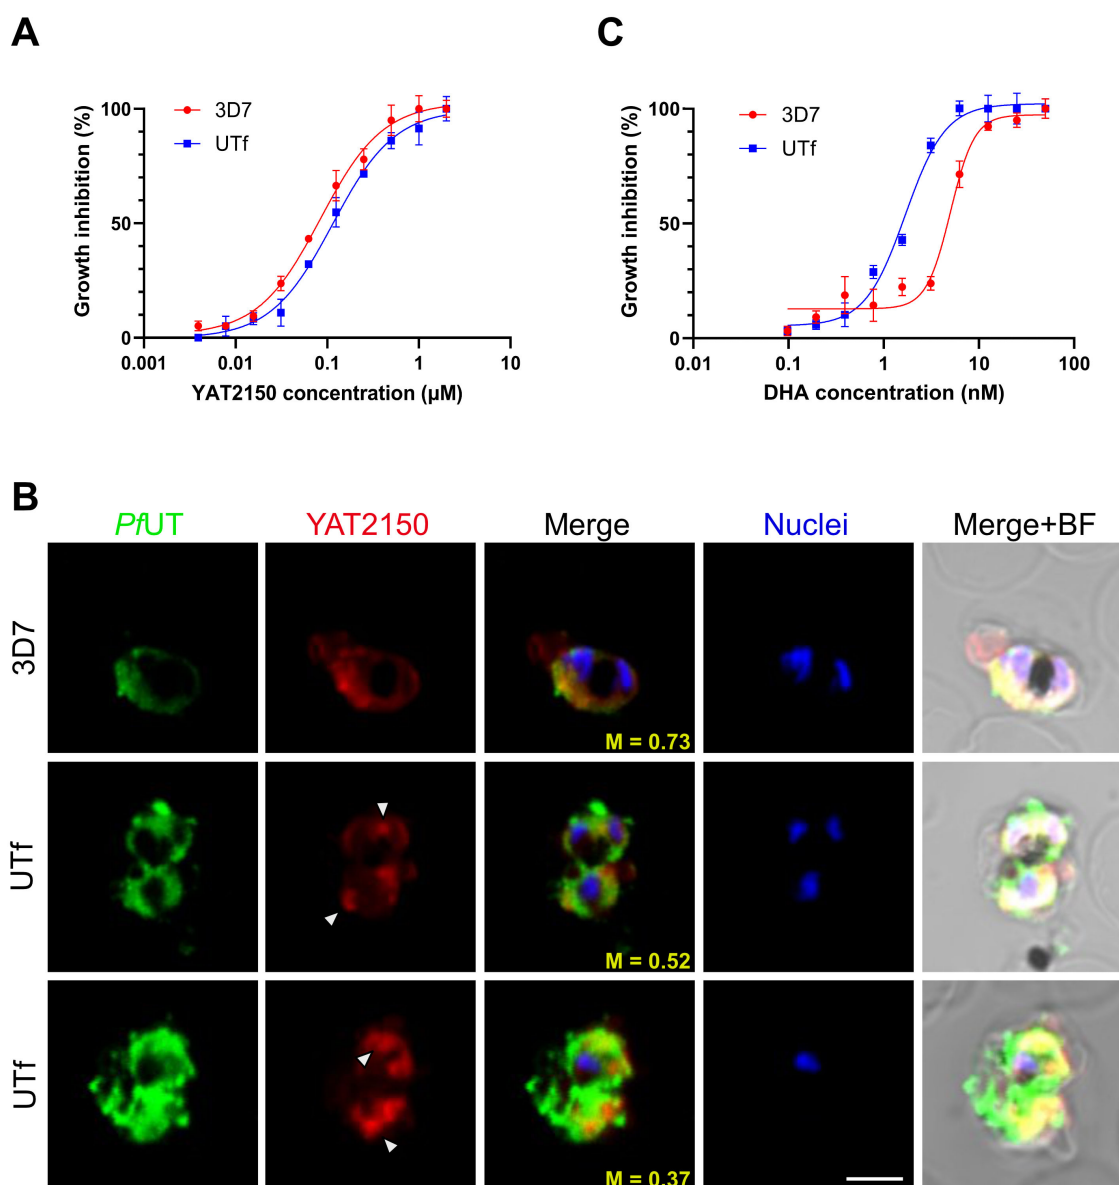 A
Growth inhibition (%)
100
50
0
3D7
UTf
0.001
0.01
0.1
1
10
YAT2150 concentration (µM)
C
Growth inhibition (%)
100
50
0
3D7
UTf
0.01
0.1
1
10
100
DHA concentration (nM)
B
PfUT
YAT2150
Merge
Nuclei
Merge+BF
3D7
M = 0.73
UTf
M = 0.52
UTf
M = 0.37